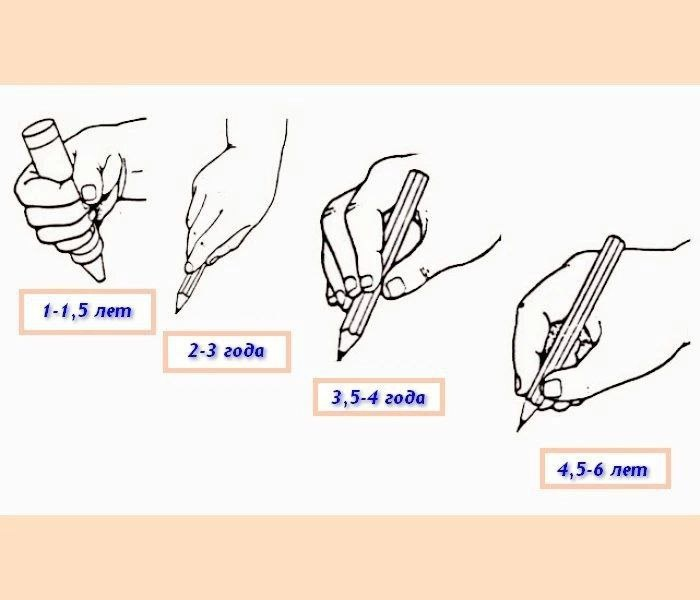 1-1,5 лет
2-3 года
3,5-4 года
4,5-6 лет